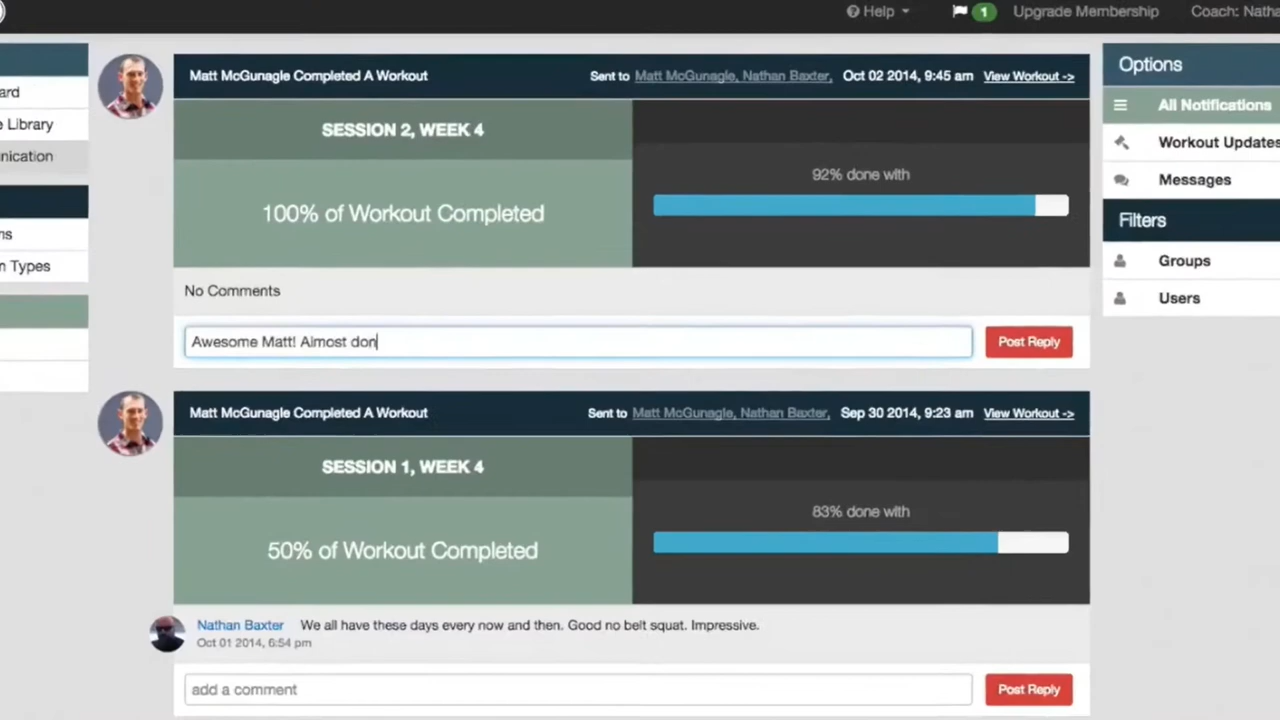 Help
1
Upgrade Membership
Coach: Natha
ard
e Library
nication
ns
n Types
Matt McGunagle Completed A Workout
Sent to Matt McGunagle, Nathan Baxter, Oct 02 2014, 9:45 am View Workout ->
SESSION 2, WEEK 4
100% of Workout Completed
92% done with
No Comments
Awesome Matt! Almost don
Post Reply
Matt McGunagle Completed A Workout
Sent to Matt McGunagle, Nathan Baxter, Sep 30 2014, 9:23 am View Workout ->
SESSION 1, WEEK 4
50% of Workout Completed
83% done with
Nathan Baxter We all have these days every now and then. Good no belt squat. Impressive.
Oct 01 2014, 6:54 pm
add a comment
Post Reply
Options
All Notifications
Workout Updates
Messages
Filters
Groups
Users